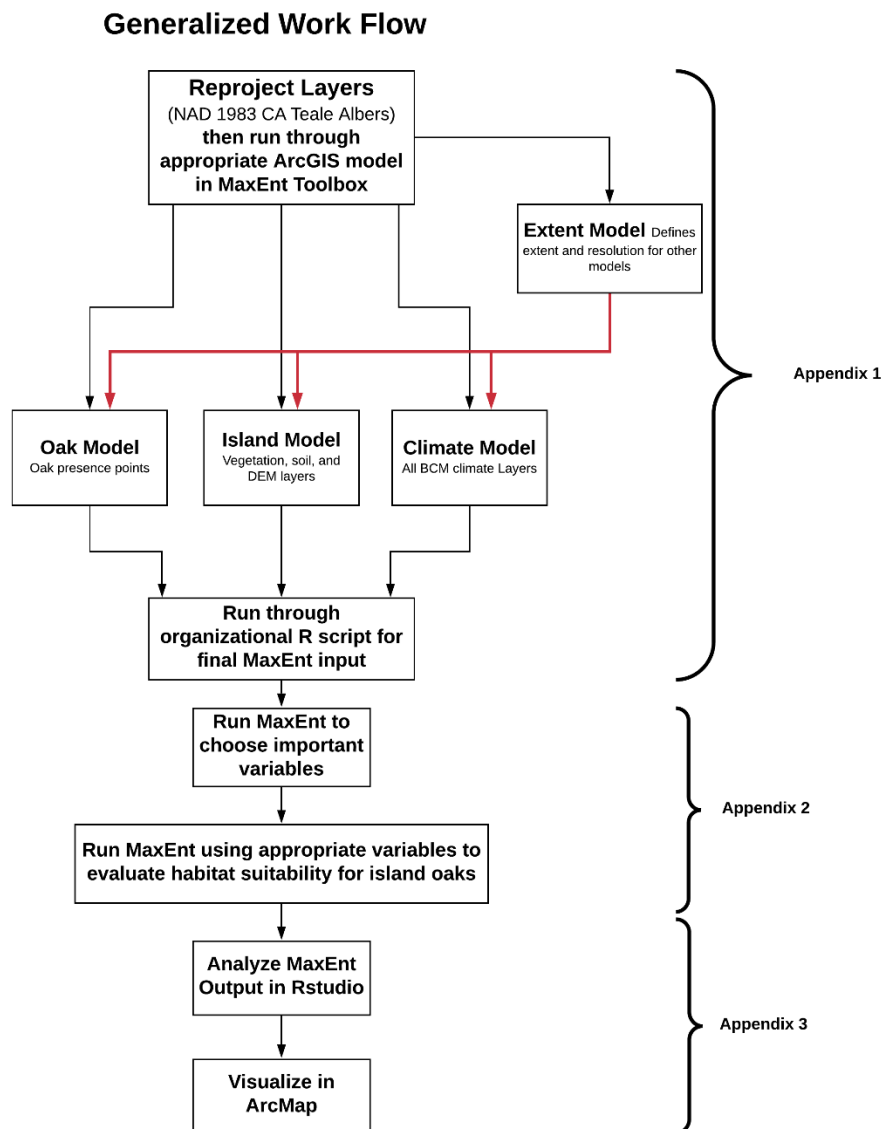 Generalized Work Flow
Reproject Layers
(NAD 1983 CA Teale Albers)
then run through
appropriate ArcGIS model
in MaxEnt Toolbox
Extent Model Defines
extent and resolution for other
models
Appendix 1
Oak Model
Oak presence points
Island Model
Vegetation, soil, and
DEM layers
Climate Model
All BCM climate Layers
Run through
organizational R script for
final MaxEnt input
Run MaxEnt to
choose important
variables
Appendix 2
Run MaxEnt using appropriate variables to
evaluate habitat suitability for island oaks
Analyze MaxEnt
Output in Rstudio
Appendix 3
Visualize in
ArcMap